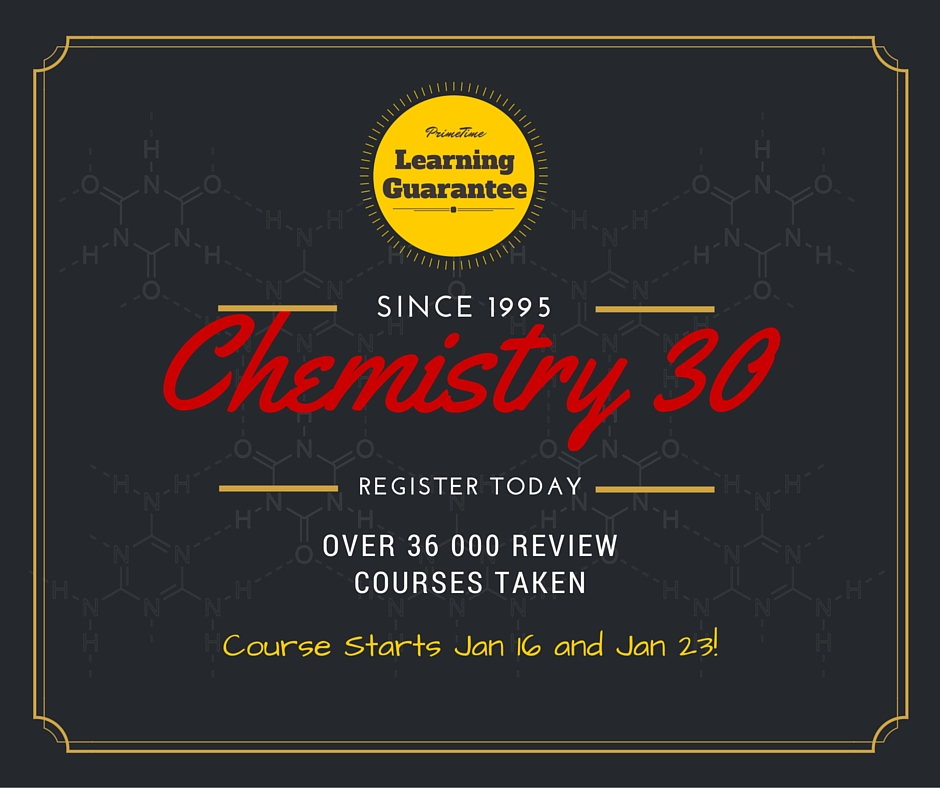 PrimeTime
Learning
Guarantee
SINCE 1995
Chemistry 30
REGISTER TODAY
OVER 36 000 REVIEW
COURSES TAKEN
Course Starts Jan 16 and Jan 23!